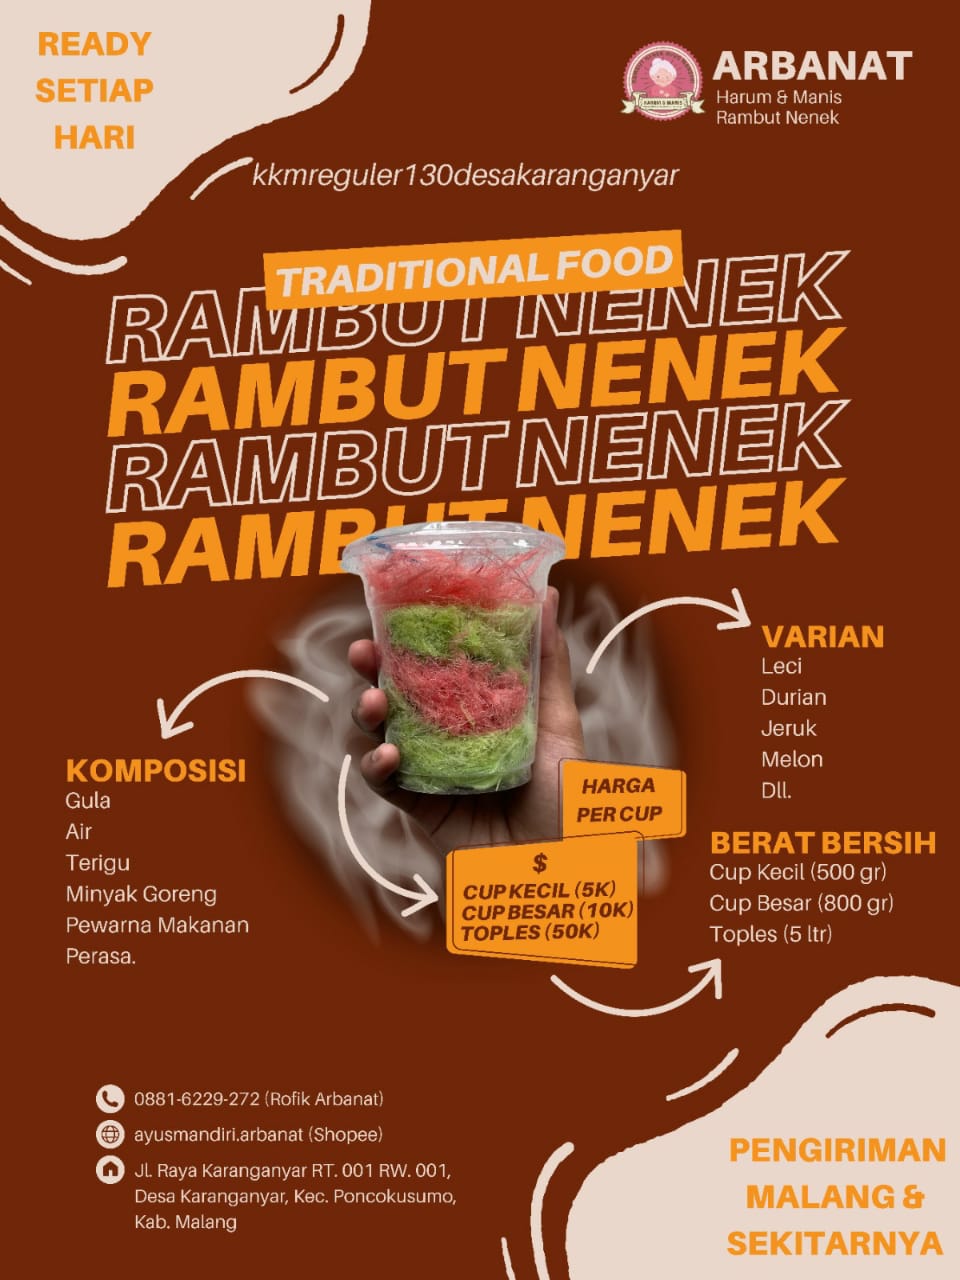 READY
SETIAP
HARI
ARBANAT
Harum & Manis
Rambut Nenek
HARUM & MANIS
kkmreguler130desakaranganyar
TRADITIONAL FOOD
RAMBUT NENEK
RAMBUT NENEK
RAMBUT NENEK
RAMBUT NENEK
VARIAN
Leci
Durian
Jeruk
Melon
Dll.
KOMPOSISI
Gula
Air
Terigu
Minyak Goreng
Pewarna Makanan
Perasa.
HARGA
PER CUP
$
CUP KECIL (5K)
CUP BESAR (10K)
TOPLES (50K)
BERAT BERSIH
Cup Kecil (500 gr)
Cup Besar (800 gr)
Toples (5 ltr)
0881-6229-272 (Rofik Arbanat)
ayusmandiri.arbanat (Shopee)
Jl. Raya Karanganyar RT. 001 RW. 001,
Desa Karanganyar, Kec. Poncokusumo,
Kab. Malang
PENGIRIMAN
MALANG &
SEKITARNYA